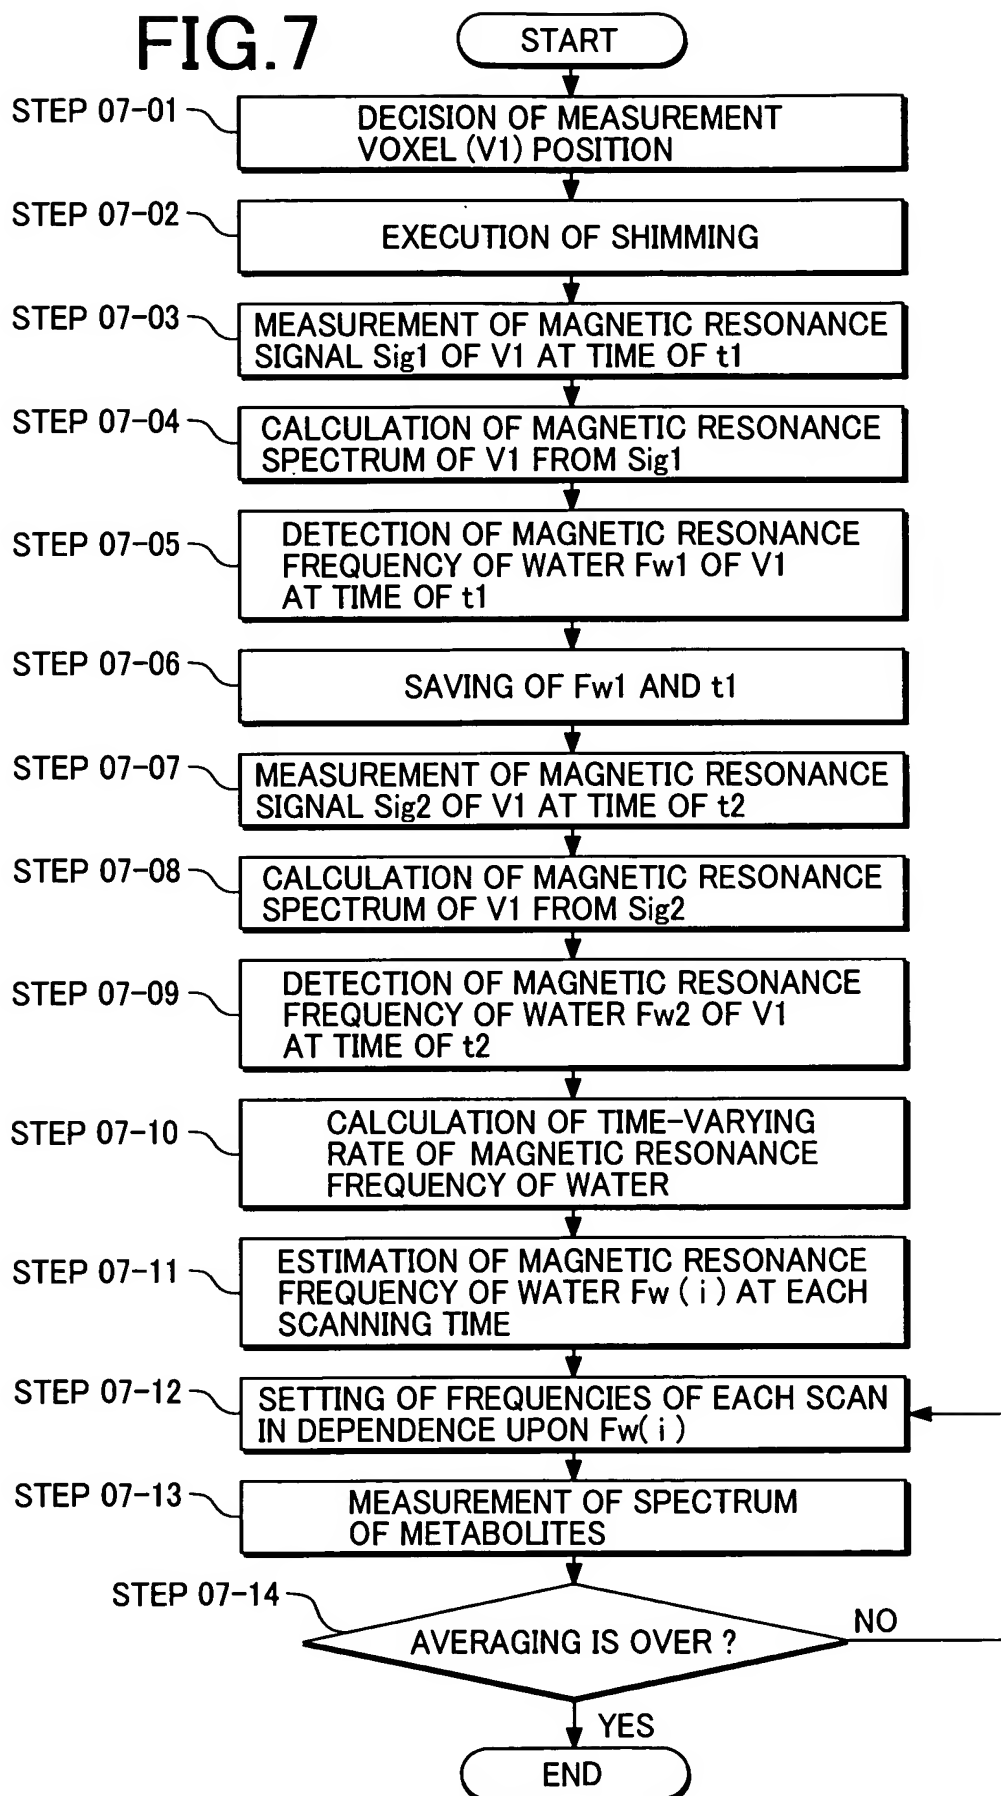 FIG.7
START
STEP 07-01
DECISION OF MEASUREMENT
VOXEL (V1) POSITION
STEP 07-02
EXECUTION OF SHIMMING
STEP 07-03
MEASUREMENT OF MAGNETIC RESONANCE
SIGNAL Sig1 OF V1 AT TIME OF t1
STEP 07-04
CALCULATION OF MAGNETIC RESONANCE
SPECTRUM OF V1 FROM Sig1
STEP 07-05
DETECTION OF MAGNETIC RESONANCE
FREQUENCY OF WATER Fw1 OF V1
AT TIME OF t1
STEP 07-06
SAVING OF Fw1 AND t1
STEP 07-07
MEASUREMENT OF MAGNETIC RESONANCE
SIGNAL Sig2 OF V1 AT TIME OF t2
STEP 07-08
CALCULATION OF MAGNETIC RESONANCE
SPECTRUM OF V1 FROM Sig2
STEP 07-09
DETECTION OF MAGNETIC RESONANCE
FREQUENCY OF WATER Fw2 OF V1
AT TIME OF t2
STEP 07-10
CALCULATION OF TIME-VARYING
RATE OF MAGNETIC RESONANCE
FREQUENCY OF WATER
STEP 07-11
ESTIMATION OF MAGNETIC RESONANCE
FREQUENCY OF WATER Fw ( i ) AT EACH
SCANNING TIME
STEP 07-12
SETTING OF FREQUENCIES OF EACH SCAN
IN DEPENDENCE UPON Fw( i )
STEP 07-13
MEASUREMENT OF SPECTRUM
OF METABOLITES
STEP 07-14
AVERAGING IS OVER ?
NO
YES
END